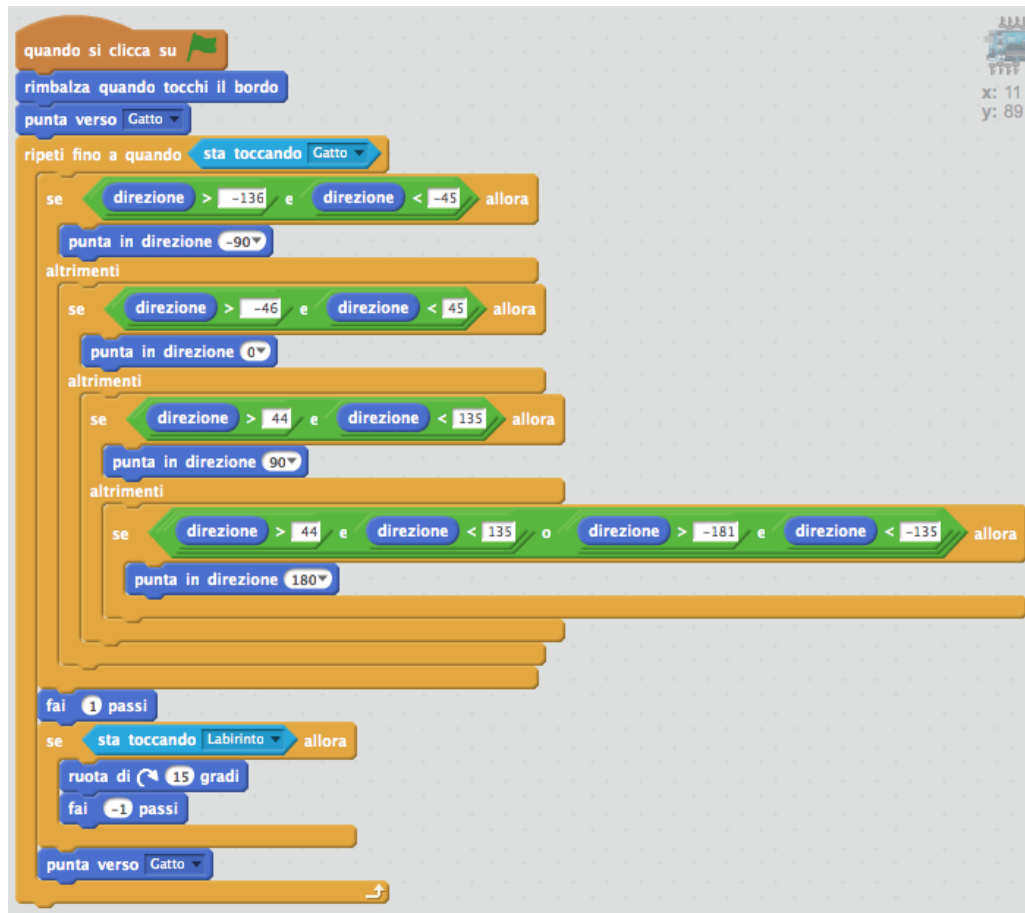 quando si clicca su
rimbalza quando tocchi il bordo
punta verso Gatto
ripeti fino a quando sta toccando Gatto
se direzione > -136 e direzione < -45 allora
punta in direzione -90
altrimenti
se direzione > -46 e direzione < 45 allora
punta in direzione 0
altrimenti
se direzione > 44 e direzione < 135 allora
punta in direzione 90
altrimenti
se direzione > 44 e direzione < 135 o direzione > -181 e direzione < -135 allora
punta in direzione 180
fai 1 passi
se sta toccando Labirinto allora
ruota di 15 gradi
fai -1 passi
punta verso Gatto
x: 11
y: 89